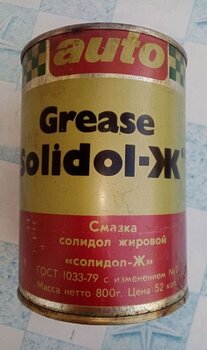 auto
Grease
Solidol-Ж"
Смазка
солидол жировой
«солидол-Ж»
ГОСТ 1033-79 с изменением №
Масса нетто 800г. Цена 52 коп